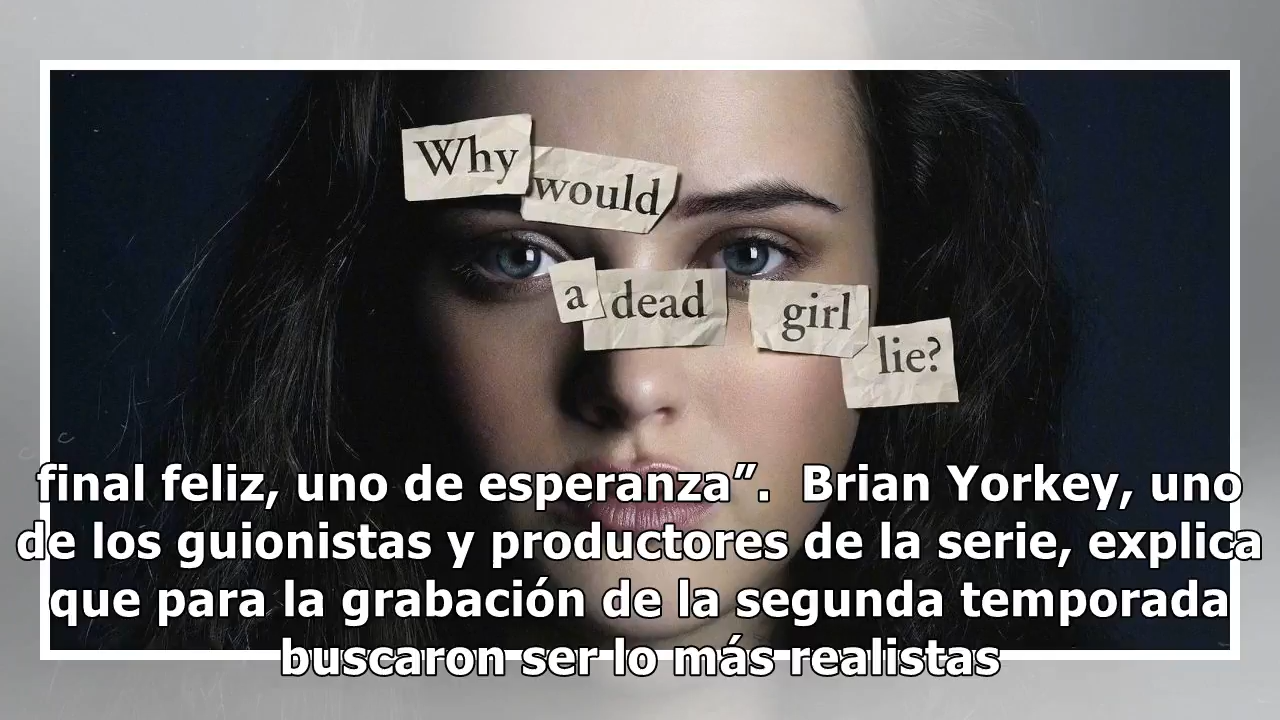 Why would
a dead girl
lie?
final feliz, uno de esperanza”. Brian Yorkey, uno
de los guionistas y productores de la serie, explica
que para la grabación de la segunda temporada
buscaron ser lo más realistas